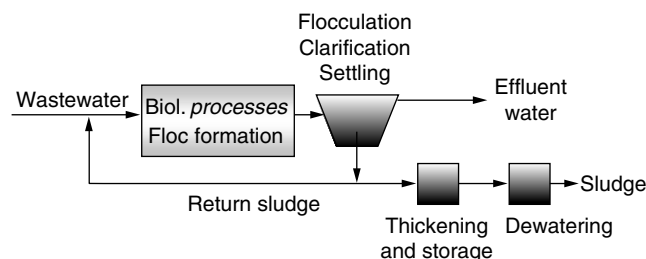 Flocculation
Clarification
Settling
Wastewater
Biol. processes
Floc formation
Effluent
water
Return sludge
Sludge
Thickening
and storage
Dewatering